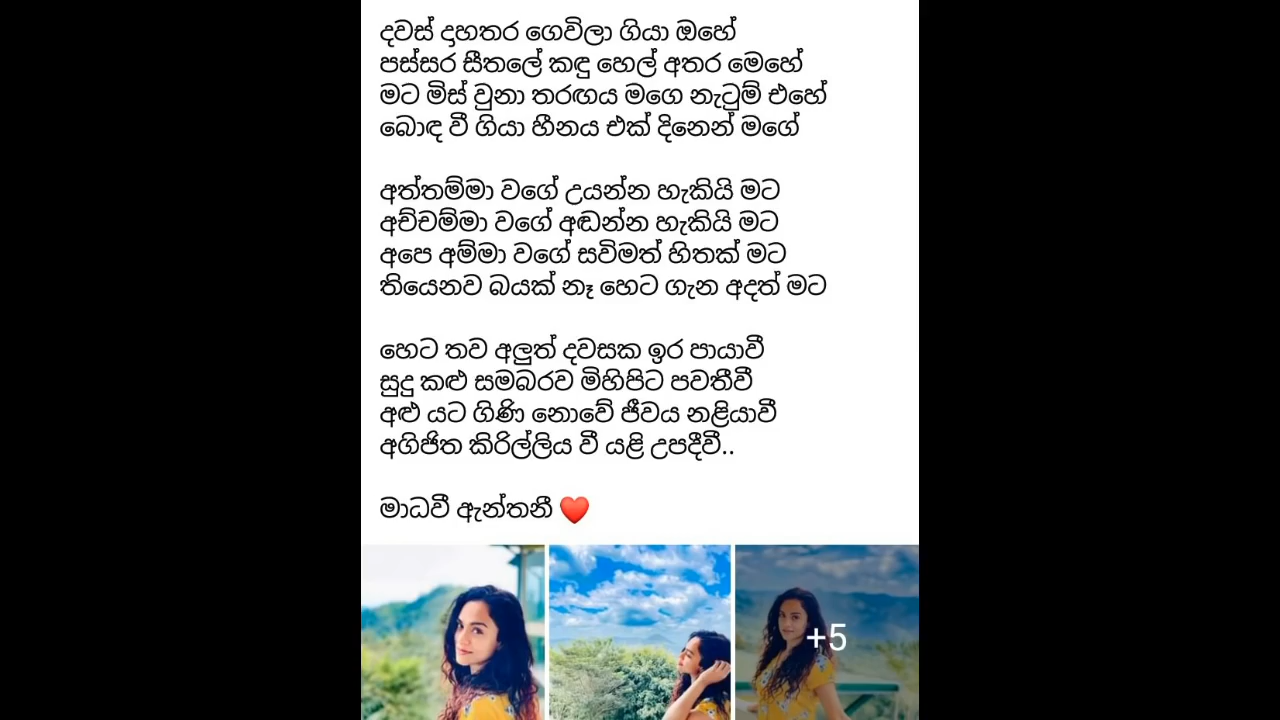 දවස් දාහතර ගෙවිලා ගියා ඔහේ
පස්සර සීතලේ කඳු හෙල් අතර මෙහේ
මට මිස් වුනා තරඟය මගෙ නැටුම් එහේ
බොඳ වී ගියා හීනය එක් දිනෙන් මගේ
අත්තම්මා වගේ උයන්න හැකියි මට
අච්චම්මා වගේ අඬන්න හැකියි මට
අපෙ අම්මා වගේ සවිමත් හිතක් මට
තියෙනව බයක් නෑ හෙට ගැන අදත් මට
හෙට තව අලුත් දවසක ඉර පායාවී
සුදු කළු සමබරව මිහිපිට පවතීවී
අළු යට ගිණි නොවේ ජීවය නළියාවී
අගිජිත කිරිල්ලිය වී යළි උපදීවී..
මාධවී ඇන්තනී ❤️
+5